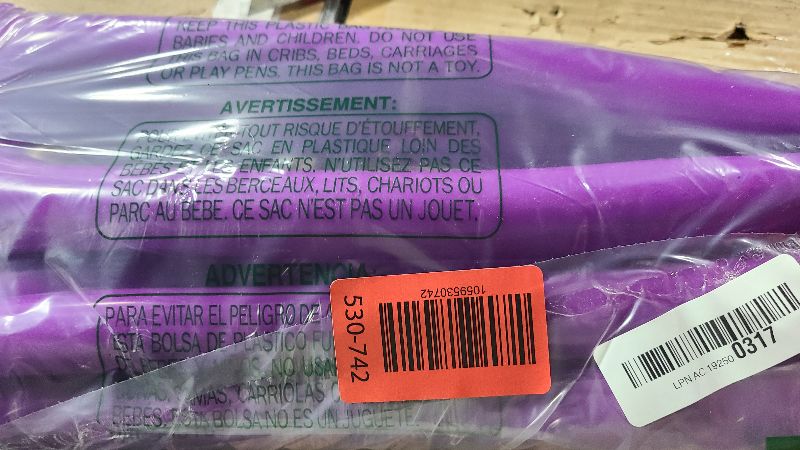 KEEP THIS PLASTIC BAG
BABIES AND CHILDREN. DO NOT USE
THIS BAG IN CRIBS, BEDS, CARRIAGES
OR PLAY PENS. THIS BAG IS NOT A TOY.
AVERTISSEMENT:
TOUT RISQUE D'ÉTOUFFEMENT,
GARDEZ CE SAC EN PLASTIQUE LOIN DES
BÉBÉS ET LES ENFANTS. N'UTILISEZ PAS CE
SAC DANS LES BERCEAUX, LITS, CHARIOTS OU
PARC AU BEBE. CE SAC N'EST PAS UN JOUET.
ADVERTENCIA:
PARA EVITAR EL PELIGRO DE
ESTA BOLSA DE PLASTICO
NO
CAMAS, CARRIOLAS
BEBES. ESTA BOLSA NO ES UN JUGUETE.
530-742
1059530742
LPN AC 19250 0317